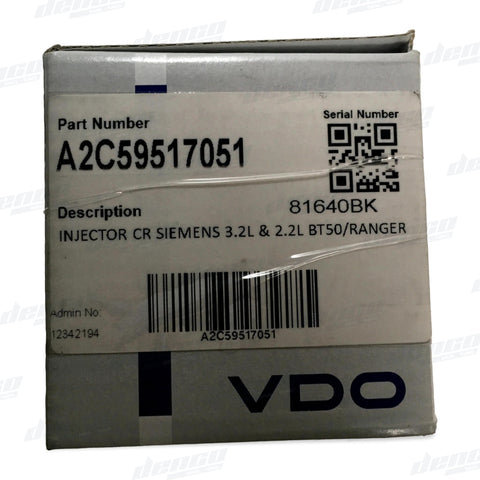 Part Number
A2C59517051
Serial Number
Description
81640BK
INJECTOR CR SIEMENS 3.2L & 2.2L BT50/RANGER
Admin No:
12342194
A2C59517051
VDO
denco